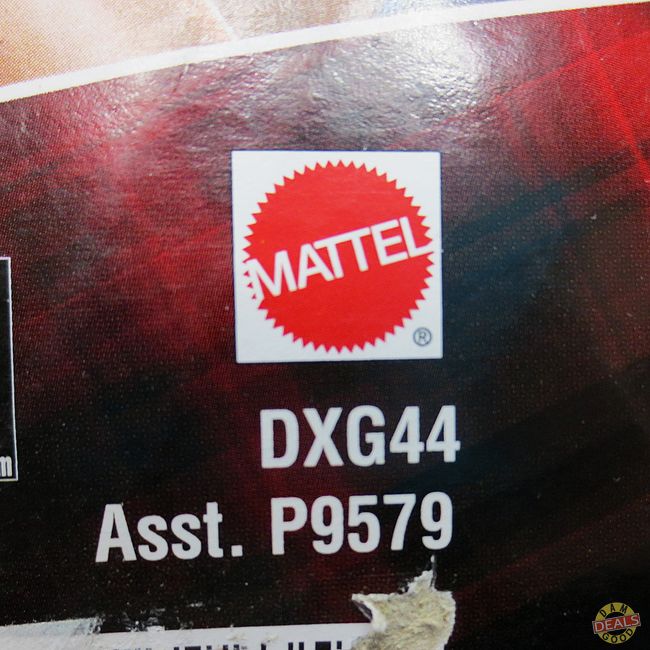 MATTEL
®
DXG44
Asst. P9579
m
DAM
DEALS
GOOD